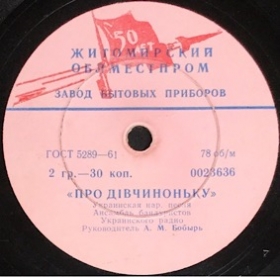 50
ЖИТОМИРСКИЙ
ОБЛМЕСТПРОМ
ЗАВОД БЫТОВЫХ ПРИБОРОВ
ГОСТ 5289—61 78 об/м
2 гр.—30 коп. 0023636
«ПРО ДІВЧИНОНЬКУ»
Украинская нар. песня
Ансамбль бандуристов
Украинского радио
Руководитель А. М. Бобырь